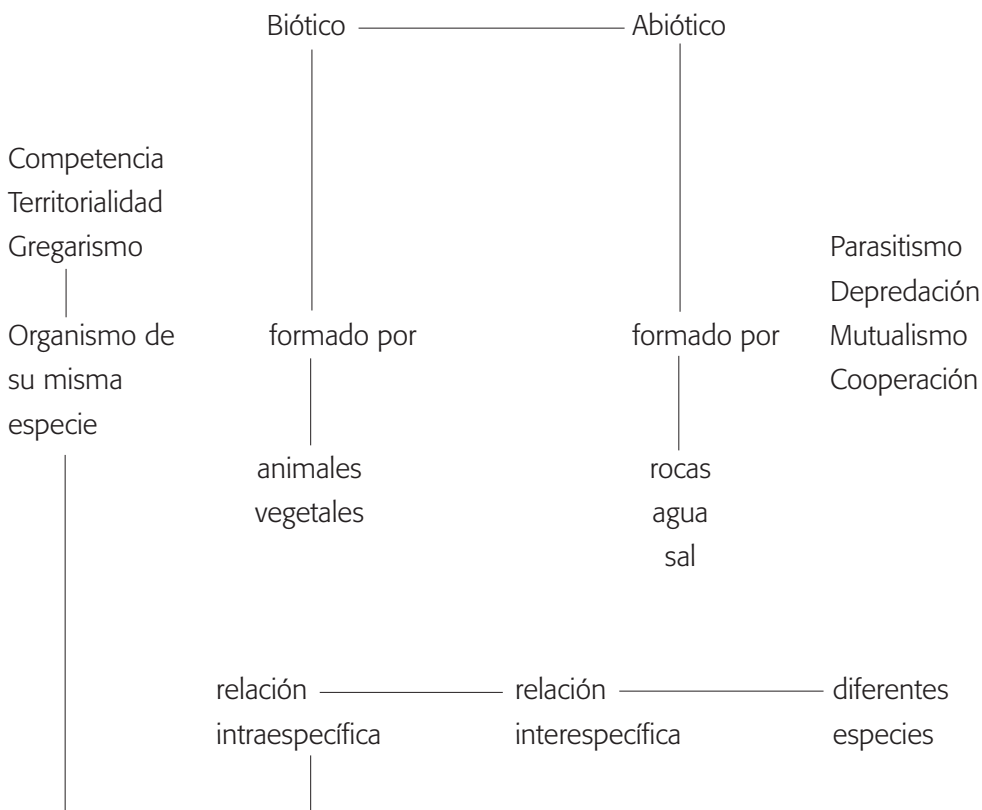 Biótico
Abiótico
Competencia
Territorialidad
Gregarismo
Organismo de
su misma
especie
formado por
animales
vegetales
formado por
rocas
agua
sal
Parasitismo
Depredación
Mutualismo
Cooperación
relación
intraespecífica
relación
interespecífica
diferentes
especies